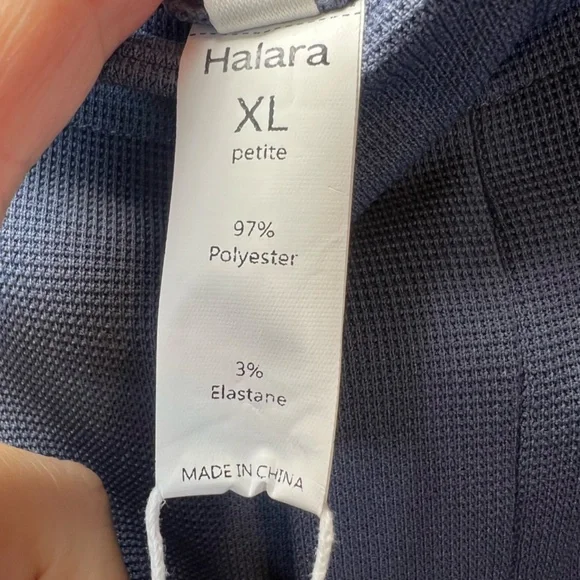 Halara
XL
petite
97%
Polyester
3%
Elastane
MADE IN CHINA